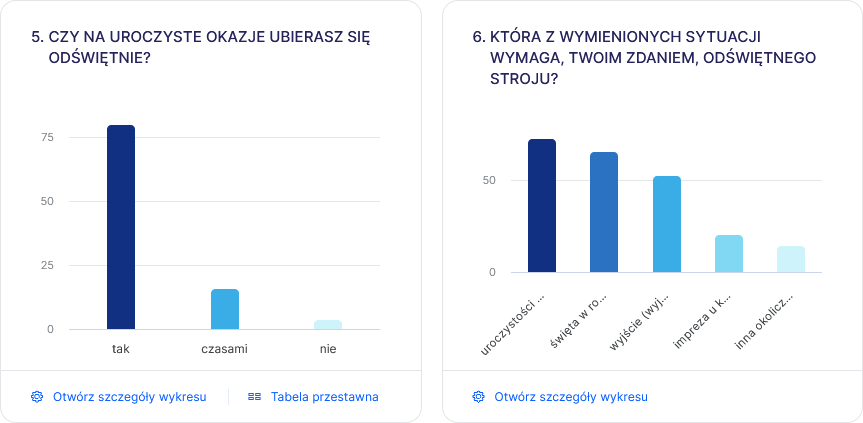 5. CZY NA UROCZYSTE OKAZJE UBIERASZ SIĘ
ODŚWIĘTNIE?
75
50
25
0
tak
czasami
nie
Otwórz szczegóły wykresu
Tabela przestawna
6. KTÓRA Z WYMIENIONYCH SYTUACJI
WYMAGA, TWOIM ZDANIEM, ODŚWIĘTNEGO
STROJU?
50
0
uroczystości ...
święta w ro...
wyjście (wyj...
impreza u k...
inna okolicz...
Otwórz szczegóły wykresu